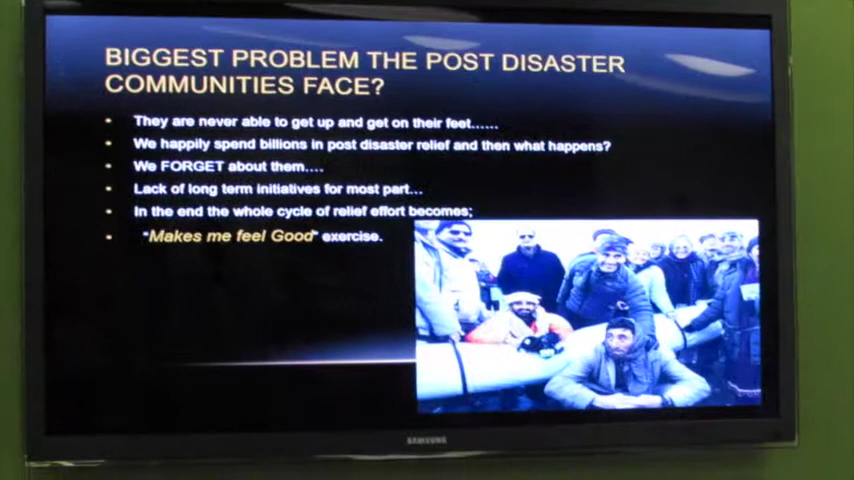 BIGGEST PROBLEM THE POST DISASTER
COMMUNITIES FACE?
• They are never able to get up and get on their feet......
• We happily spend billions in post disaster relief and then what happens?
• We FORGET about them....
• Lack of long term initiatives for most part...
• In the end the whole cycle of relief effort becomes;
• "Makes me feel Good" exercise.
SAMSUNG